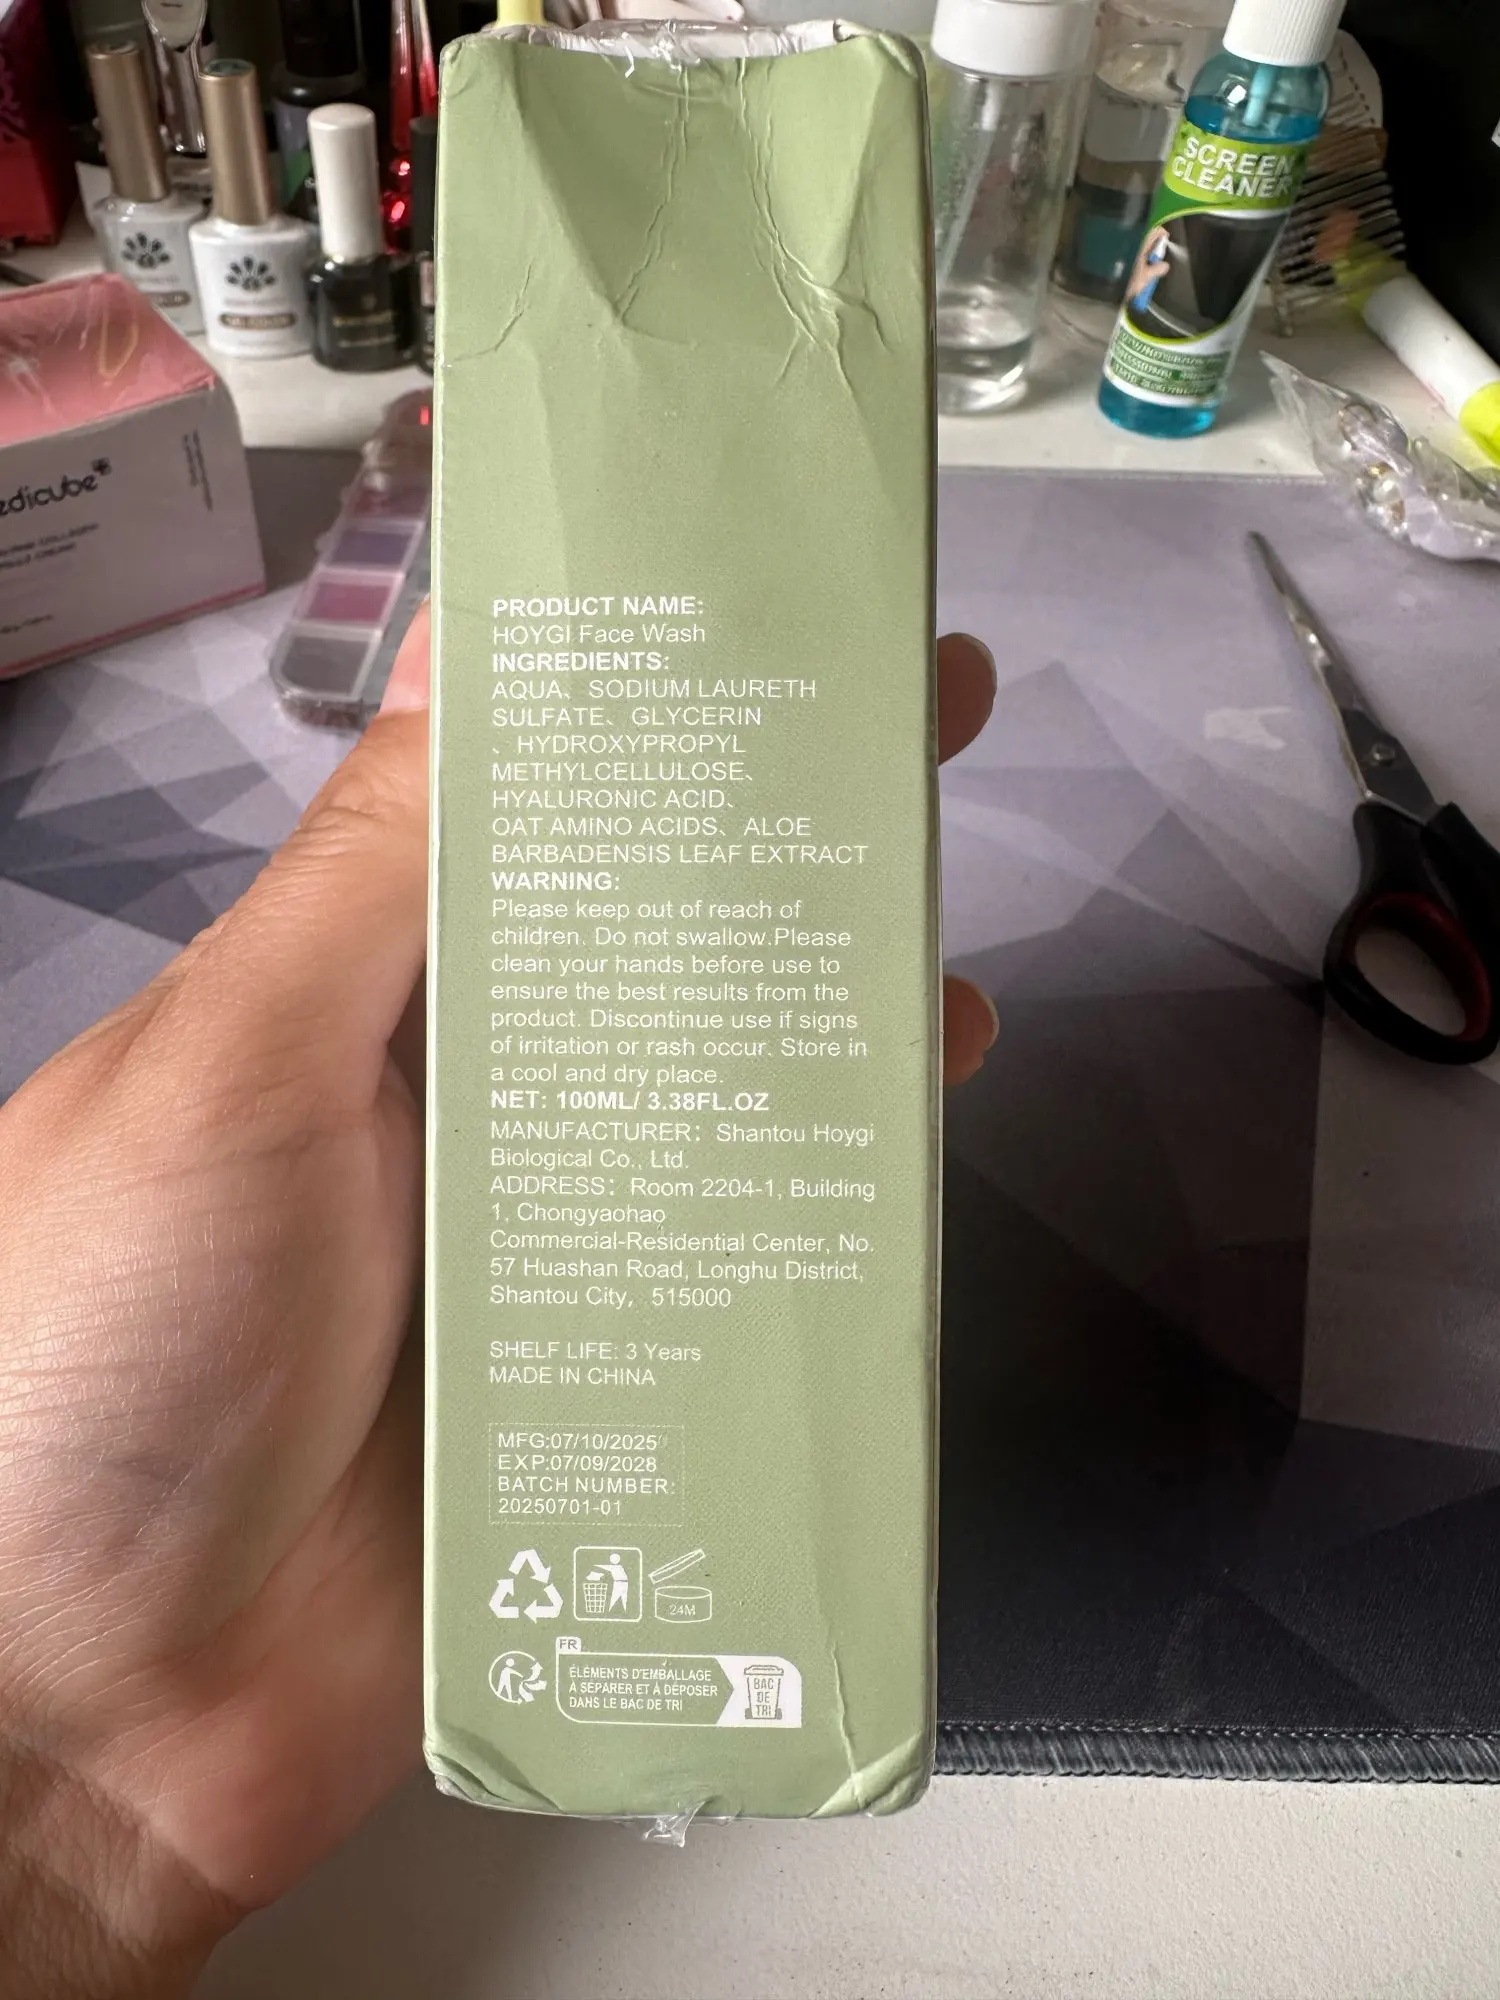 SCREEN
CLEANER
edicube
PRODUCT NAME:
HOYGI Face Wash
INGREDIENTS:
AQUA、SODIUM LAURETH
SULFATE、GLYCERIN
、HYDROXYPROPYL
METHYLCELLULOSE、
HYALURONIC ACID、
OAT AMINO ACIDS、ALOE
BARBADENSIS LEAF EXTRACT
WARNING:
Please keep out of reach of
children. Do not swallow.Please
clean your hands before use to
ensure the best results from the
product. Discontinue use if signs
of irritation or rash occur. Store in
a cool and dry place.
NET: 100ML/ 3.38FL.OZ
MANUFACTURER：Shantou Hoygi
Biological Co., Ltd.
ADDRESS：Room 2204-1, Building
1, Chongyaohao
Commercial-Residential Center, No.
57 Huashan Road, Longhu District,
Shantou City，515000
SHELF LIFE: 3 Years
MADE IN CHINA
MFG:07/10/2025
EXP:07/09/2028
BATCH NUMBER:
20250701-01
24M
FR
ÉLÉMENTS D'EMBALLAGE
À SÉPARER ET À DÉPOSER
DANS LE BAC DE TRI
BAC
DE
TRI